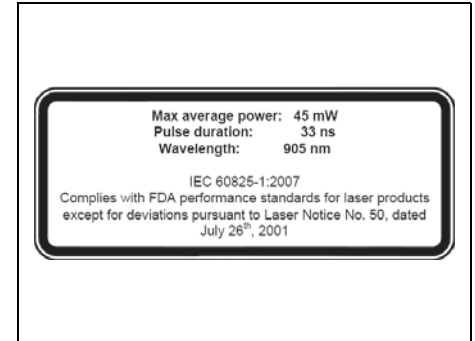 Max average power: 45 mW
Pulse duration: 33 ns
Wavelength: 905 nm
IEC 60825-1:2007
Complies with FDA performance standards for laser products
except for deviations pursuant to Laser Notice No. 50, dated
July 26th, 2001